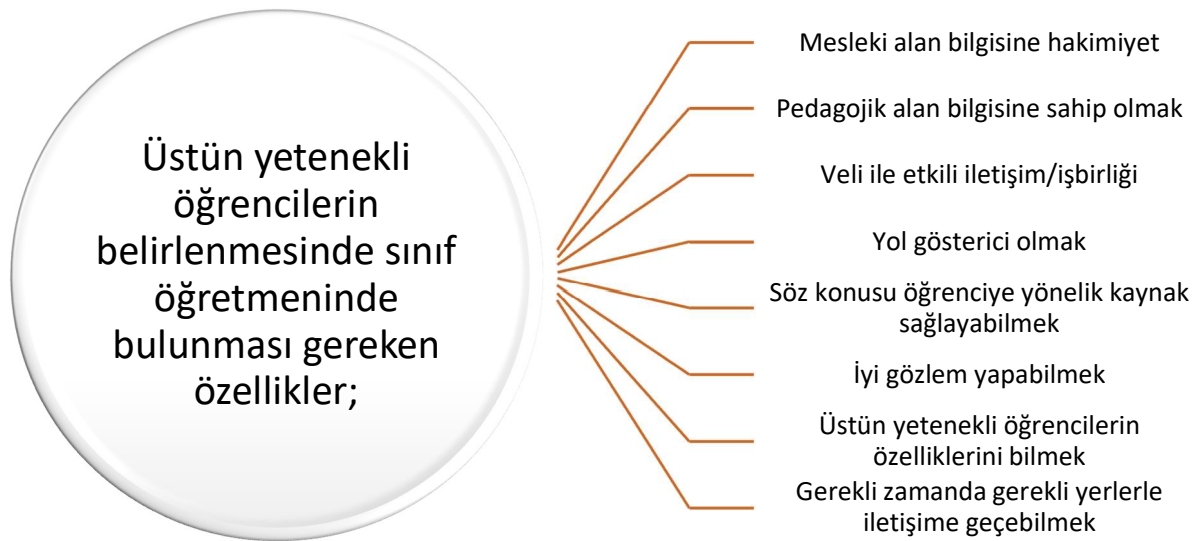 Üstün yetenekli
öğrencilerin
belirlenmesinde sınıf
öğretmeninde
bulunması gereken
özellikler;
Mesleki alan bilgisine hakimiyet
Pedagojik alan bilgisine sahip olmak
Veli ile etkili iletişim/işbirliği
Yol gösterici olmak
Söz konusu öğrenciye yönelik kaynak
sağlayabilmek
İyi gözlem yapabilmek
Üstün yetenekli öğrencilerin
özelliklerini bilmek
Gerekli zamanda gerekli yerlerle
iletişime geçebilmek